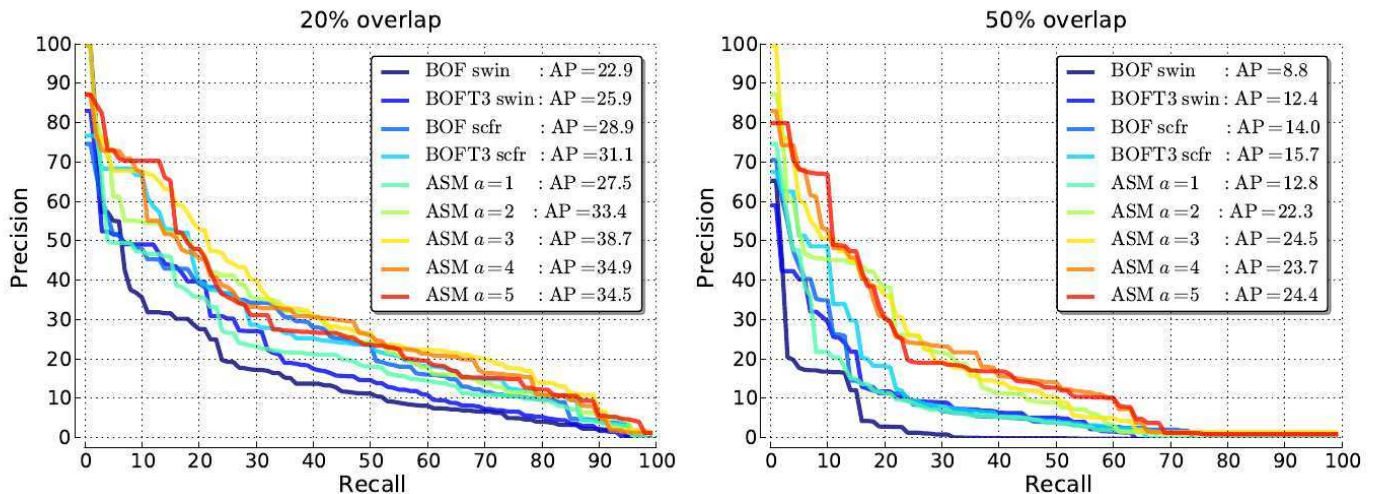 20% overlap
Precision
100
90
80
70
60
50
40
30
20
10
0
BOF swin : AP=22.9
BOFT3 swin : AP=25.9
BOF scfr : AP=28.9
BOFT3 scfr : AP=31.1
ASM a=1 : AP=27.5
ASM a=2 : AP=33.4
ASM a=3 : AP=38.7
ASM a=4 : AP=34.9
ASM a=5 : AP=34.5
0 10 20 30 40 50 60 70 80 90 100
Recall
50% overlap
Precision
100
90
80
70
60
50
40
30
20
10
0
BOF swin : AP=8.8
BOFT3 swin : AP=12.4
BOF scfr : AP=14.0
BOFT3 scfr : AP=15.7
ASM a=1 : AP=12.8
ASM a=2 : AP=22.3
ASM a=3 : AP=24.5
ASM a=4 : AP=23.7
ASM a=5 : AP=24.4
0 10 20 30 40 50 60 70 80 90 100
Recall